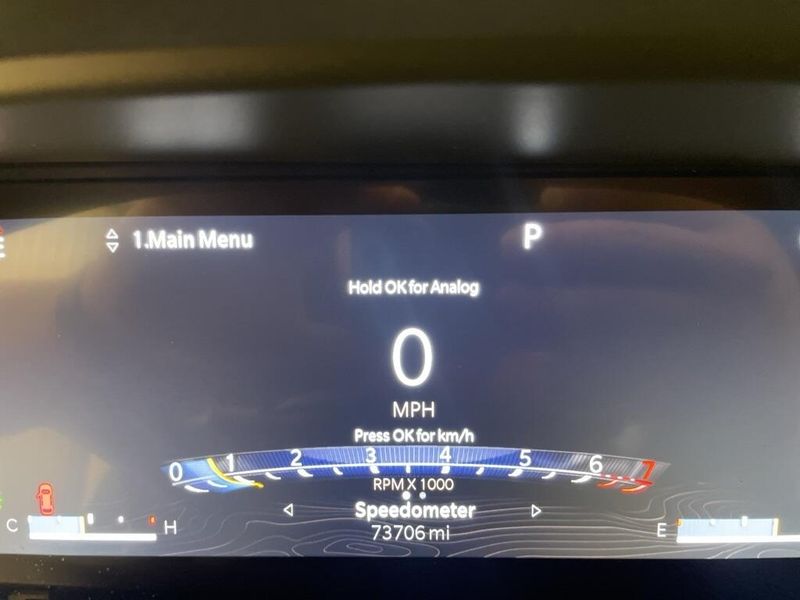 1.Main Menu
P
Hold OK for Analog
0
MPH
Press OK for km/h
0 1 2 3 4 5 6 7
RPM X 1000
Speedometer
73706 mi
C H
E